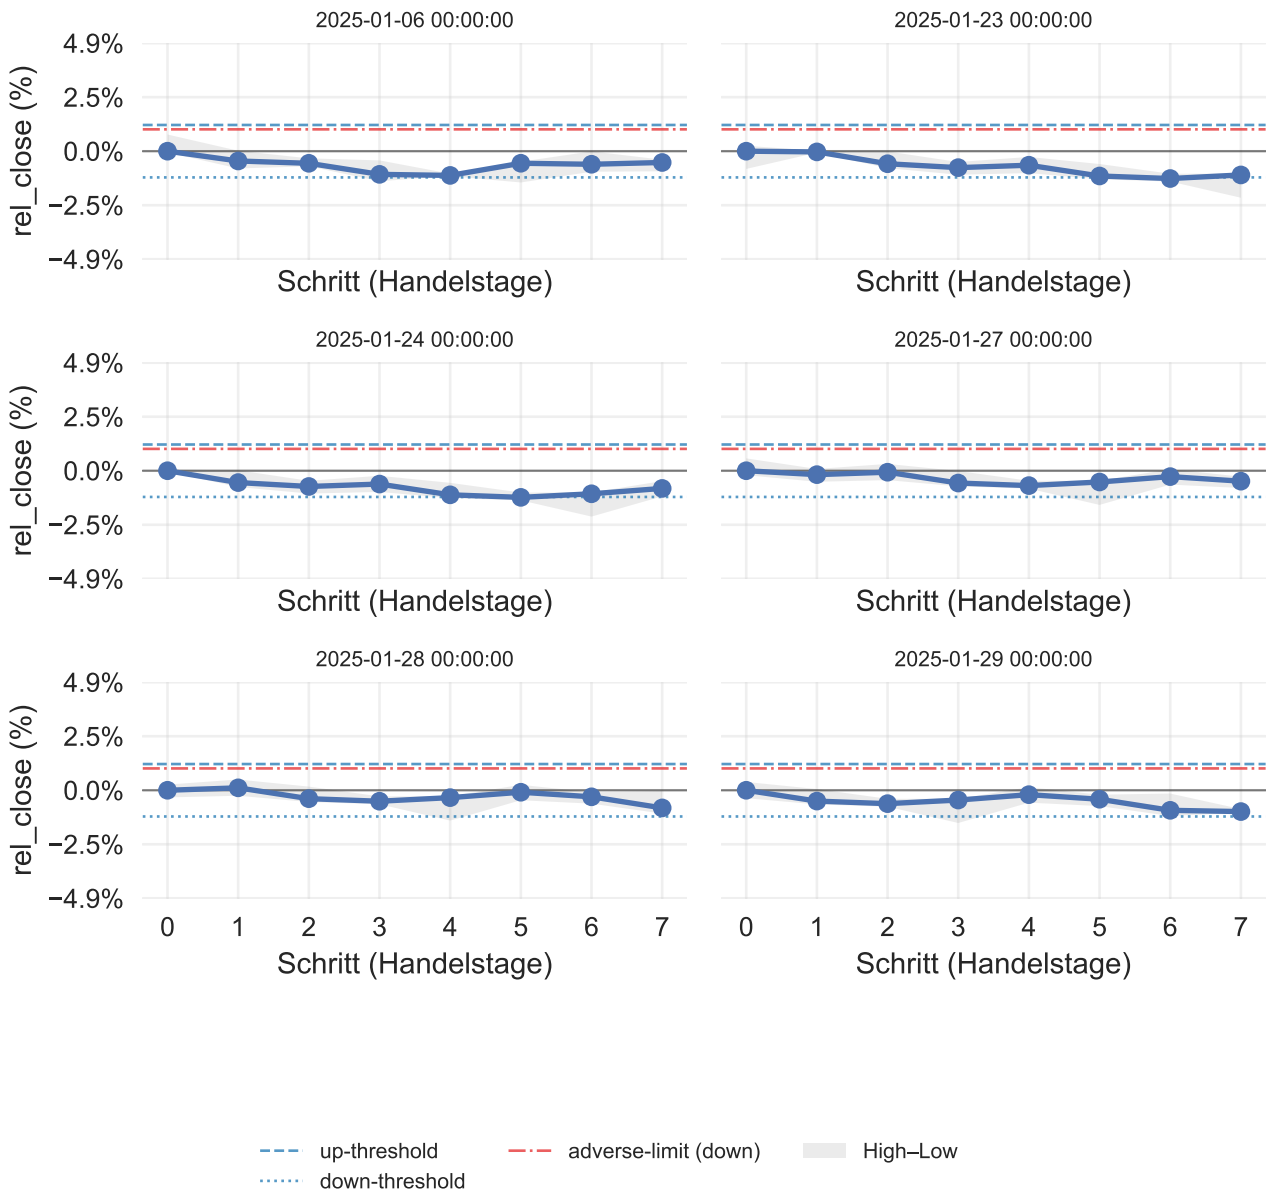 2025-01-06 00:00:00
2025-01-23 00:00:00
rel_close (%)
4.9%
2.5%
0.0%
−2.5%
−4.9%
Schritt (Handelstage)
Schritt (Handelstage)
2025-01-24 00:00:00
2025-01-27 00:00:00
rel_close (%)
4.9%
2.5%
0.0%
−2.5%
−4.9%
Schritt (Handelstage)
Schritt (Handelstage)
2025-01-28 00:00:00
2025-01-29 00:00:00
rel_close (%)
4.9%
2.5%
0.0%
−2.5%
−4.9%
0 1 2 3 4 5 6 7
0 1 2 3 4 5 6 7
Schritt (Handelstage)
Schritt (Handelstage)
up-threshold
down-threshold
adverse-limit (down)
High–Low